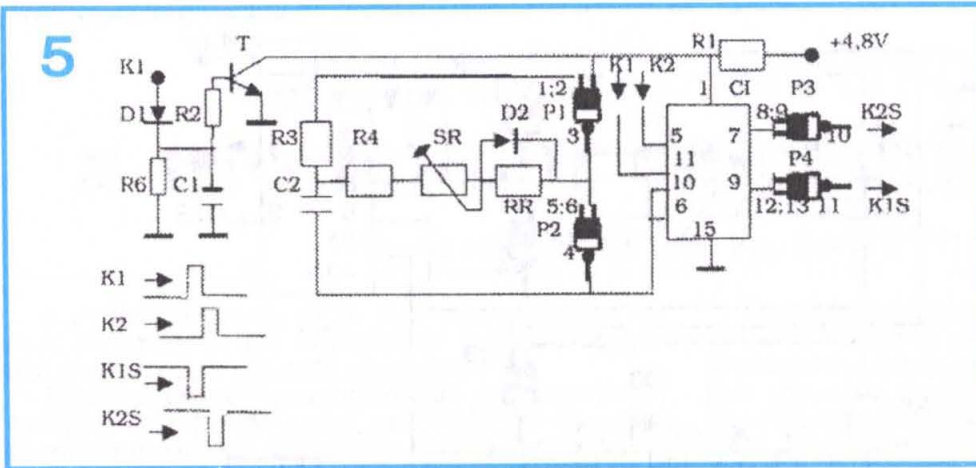 5
T
R1
+4,8V
K1
K1 K2
1 CI P3
1;2
D1 R2
P1
8;9
K2S
3
5 7
10
R3 R4 SR D2
11
P4
R6 C1 C2
10 9
RR 5;6
6
12;13 11 K1S
P2
15
4
K1
K2
K1S
K2S